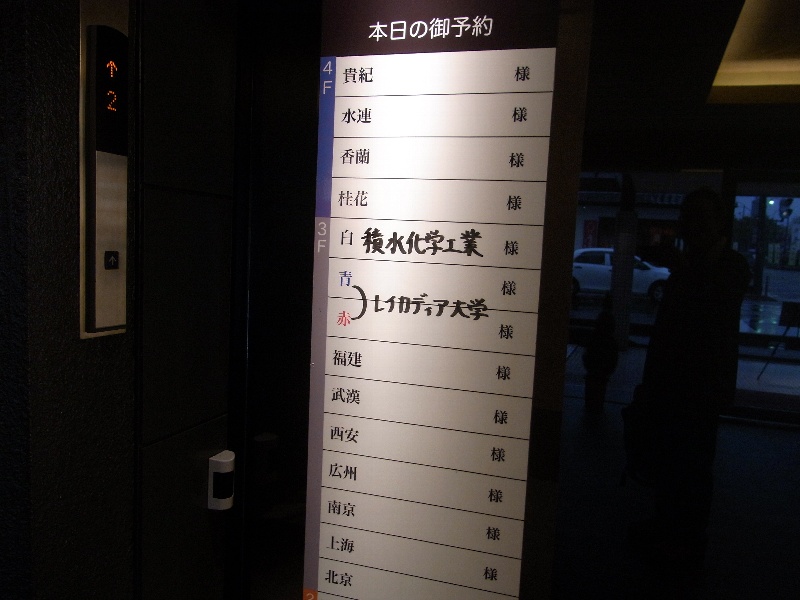 本日の御予約
↑
2
4F
貴紀 様
水連 様
香蘭 様
桂花 様
3F
白 積水化学工業 様
青 様
レイカディア大学
赤 様
福建 様
武漢 様
西安 様
広州 様
南京 様
上海 様
北京